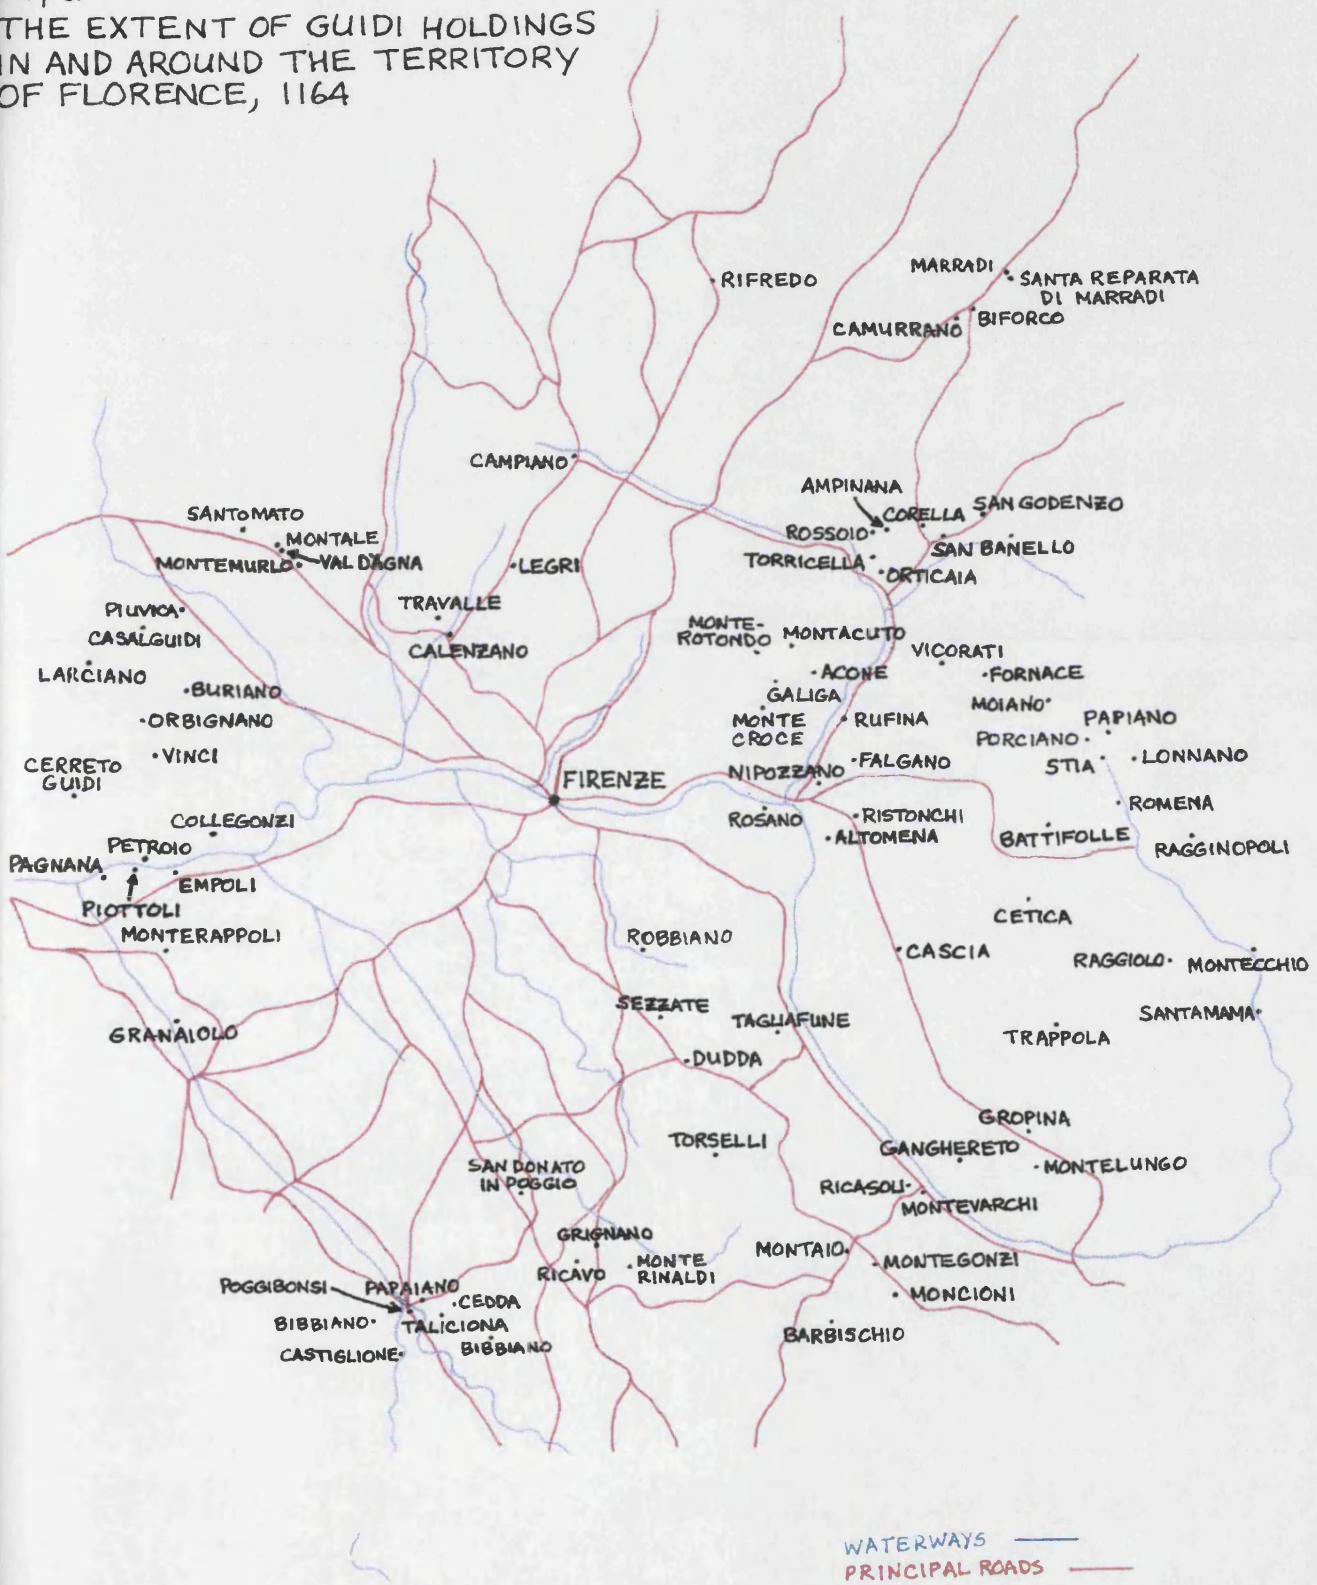 THE EXTENT OF GUIDI HOLDINGS
IN AND AROUND THE TERRITORY
OF FLORENCE, 1164
RIFREDO
MARRADI
SANTA REPARATA
DI MARRADI
BIFORCO
CAMURRANO
CAMPIANO
AMPINANA
CORELLA
SAN GODENZO
ROSSOIO
SAN BANELLO
TORRICELLA
ORTICAIA
SANTOMATO
MONTALE
MONTEMURLO
VAL D'AGNA
LEGRI
PIUVICA
TRAVALLE
CASALGUIDI
CALENZANO
LARCIANO
BURIANO
ORBIGNANO
VINCI
CERRETO
GUIDI
MONTE-
ROTONDO
MONTACUTO
VICORATI
ACONE
FORNACE
GALIGA
MOIANO
MONTE
CROCE
RUFINA
PAPIANO
PORCIANO
STIA
LONNANO
FIRENZE
NIPOZZANO
FALGANO
ROMENA
ROSANO
RISTONCHI
ALTOMENA
BATTIFOLLE
RAGGINOPOLI
COLLEGONZI
PETROIO
PAGNANA
EMPOLI
PIOTTOLI
MONTERAPPOLI
CETICA
ROBBIANO
CASCIA
RAGGIOLO
MONTECCHIO
SEZZATE
TAGLIAFUNE
SANTAMAMA
GRANAIOLO
TRAPPOLA
DUDDA
GROPINA
TORSELLI
GANGHERETO
MONTELUNGO
SAN DONATO
IN POGGIO
RICASOLI
MONTEVARCHI
GRIGNANO
MONTAIO
MONTEGONZI
RICAVO
MONTE
RINALDI
POGGIBONSI
PAPAIANO
CEDDA
MONCIONI
BIBBIANO
TALICIONA
BARBISCHIO
CASTIGLIONE
BIBBIANO
WATERWAYS
PRINCIPAL ROADS